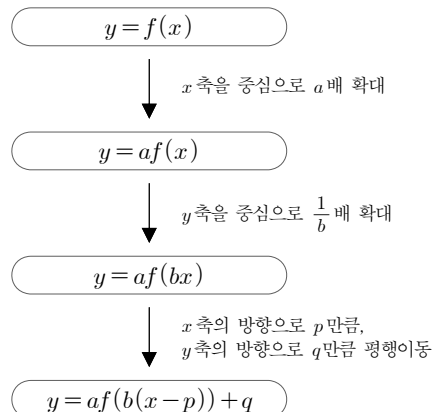 y=f(x)
x축을 중심으로 a배 확대
y=af(x)
y축을 중심으로 1/b 배 확대
y=af(bx)
x축의 방향으로 p만큼,
y축의 방향으로 q만큼 평행이동
y=af(b(x-p))+q